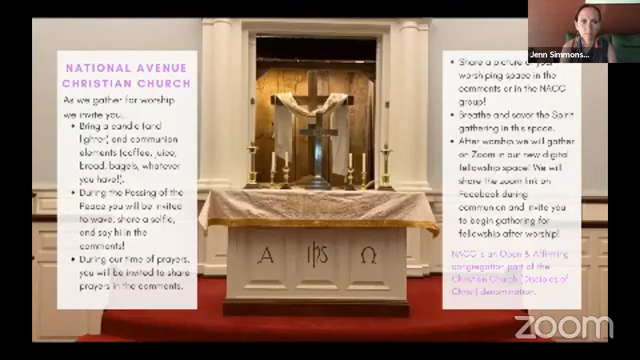 NATIONAL AVENUE
CHRISTIAN CHURCH
As we gather for worship
we invite you:
Bring a candle (and
lighter) and communion
elements (coffee, juice,
bread, bagels, whatever
you have!).
During the Passing of the
Peace you will be invited
to wave, share a selfie,
and say hi in the
comments!
During our time of prayers,
you will be invited to share
prayers in the comments.
Α ΙΗS Ω
Jenn Simmons...
Share a picture of your
worshiping space in the
comments or in the NACC
group!
Breathe and savor the Spirit
gathering in this space.
After worship we will gather
on Zoom in our new digital
fellowship space! We will
share the zoom link on
Facebook during
communion and invite you
to begin gathering for
fellowship after worship!
NACC is an Open & Affirming
congregation part of the
Christian Church (Disciples of
Christ) denomination.
zoom